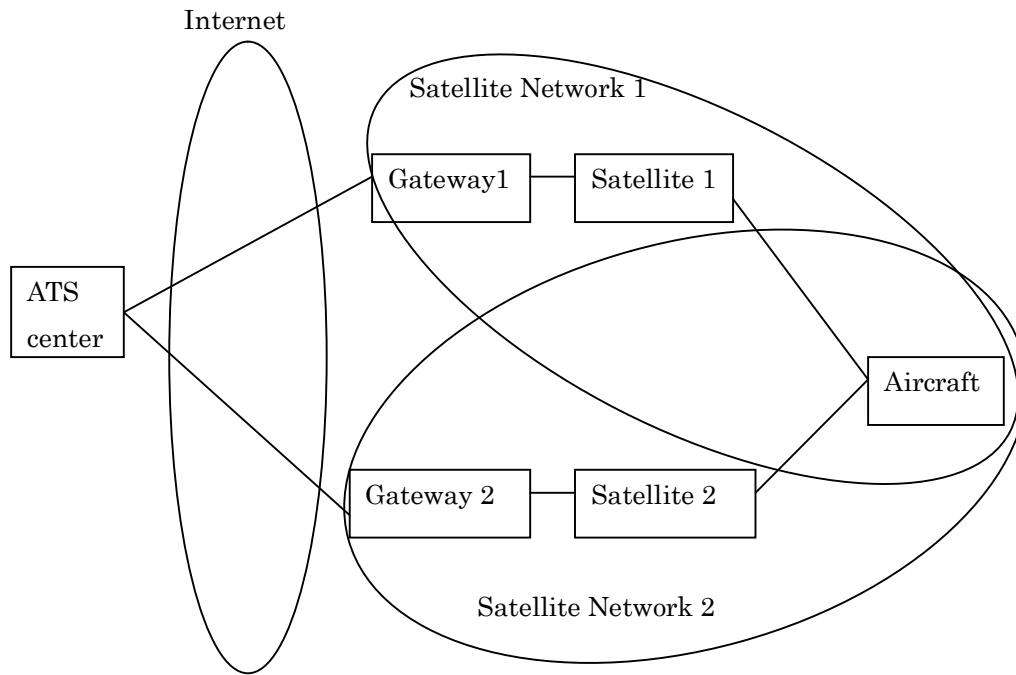 Internet
Satellite Network 1
Gateway1
Satellite 1
ATS
center
Aircraft
Gateway 2
Satellite 2
Satellite Network 2